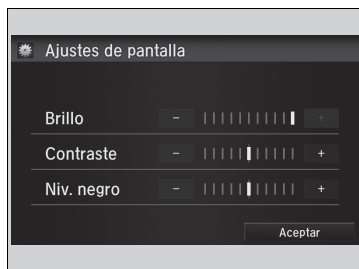 Ajustes de pantalla
Brillo - +
Contraste - +
Niv. negro - +
Aceptar